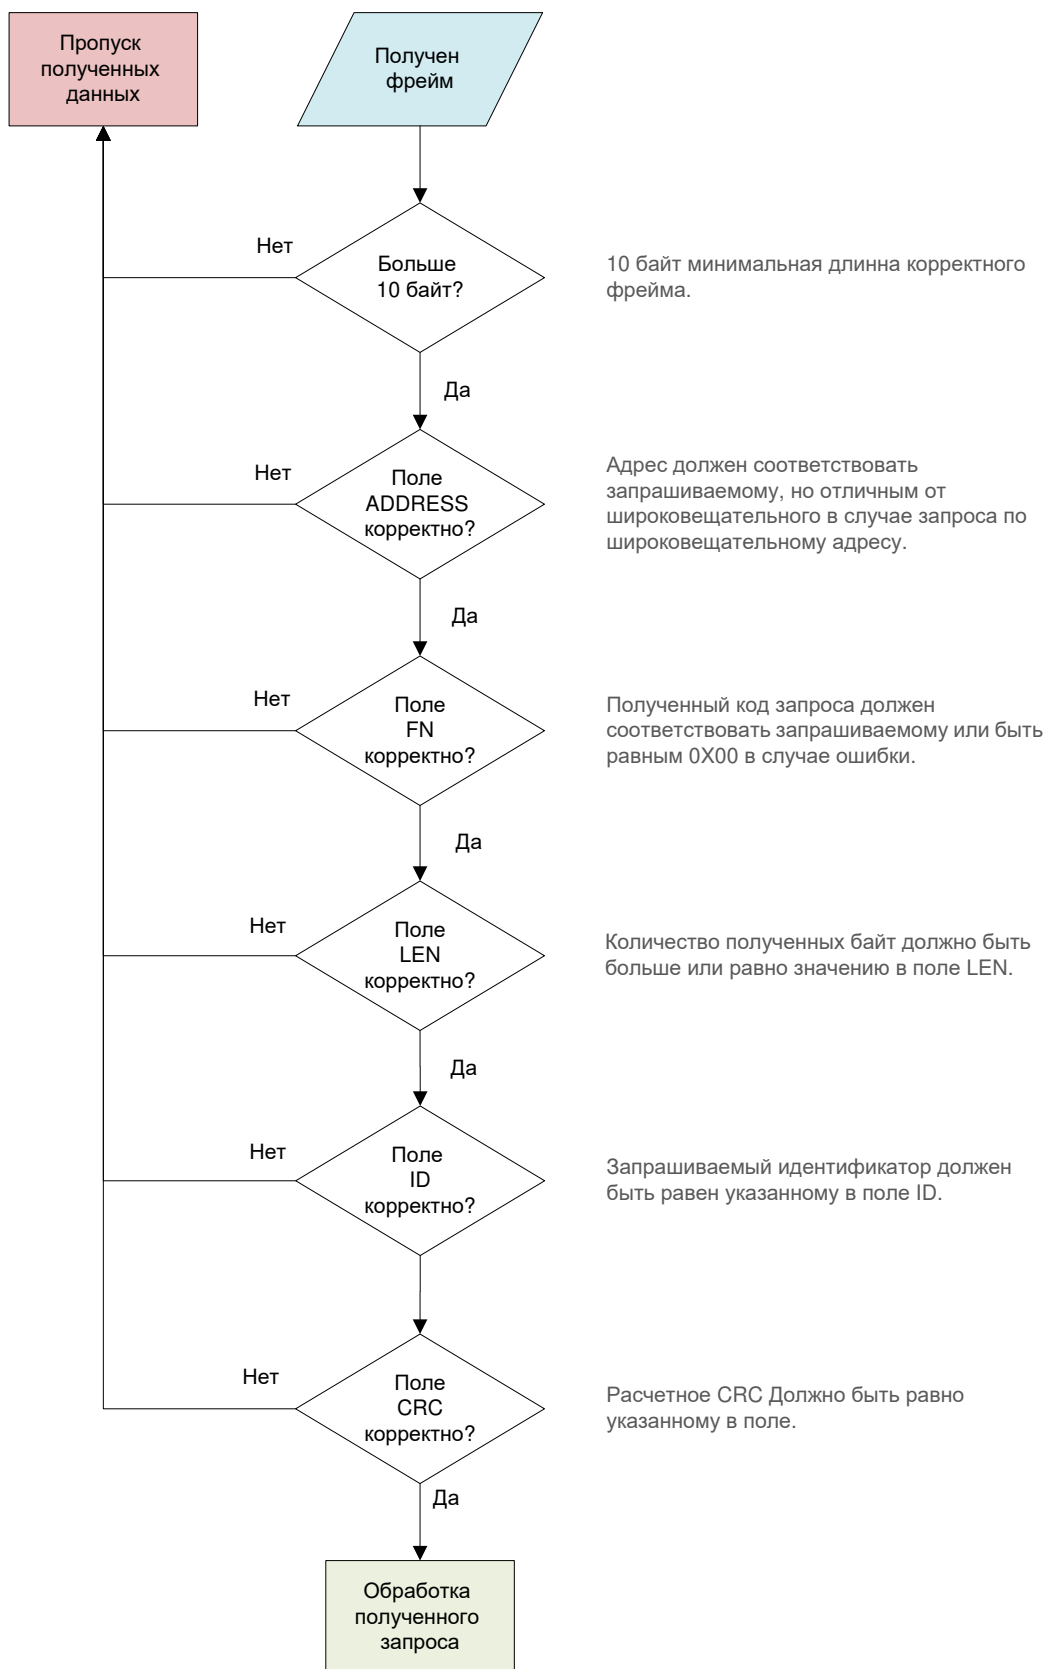 Пропуск
полученных
данных
Получен
фрейм
Нет
Больше
10 байт?
10 байт минимальная длинна корректного
фрейма.
Да
Нет
Поле
ADDRESS
корректно?
Адрес должен соответствовать
запрашиваемому, но отличным от
широковещательного в случае запроса по
широковещательному адресу.
Да
Нет
Поле
FN
корректно?
Полученный код запроса должен
соответствовать запрашиваемому или быть
равным 0X00 в случае ошибки.
Да
Нет
Поле
LEN
корректно?
Количество полученных байт должно быть
больше или равно значению в поле LEN.
Да
Нет
Поле
ID
корректно?
Запрашиваемый идентификатор должен
быть равен указанному в поле ID.
Нет
Поле
CRC
корректно?
Расчетное CRC Должно быть равно
указанному в поле.
Да
Обработка
полученного
запроса